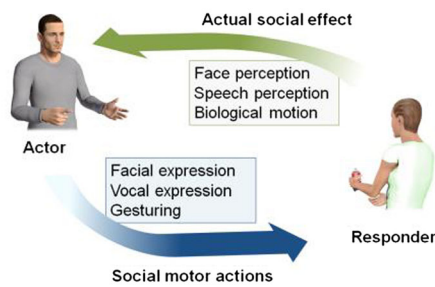 Actual social effect
Face perception
Speech perception
Biological motion
Actor
Facial expression
Vocal expression
Gesturing
Responder
Social motor actions